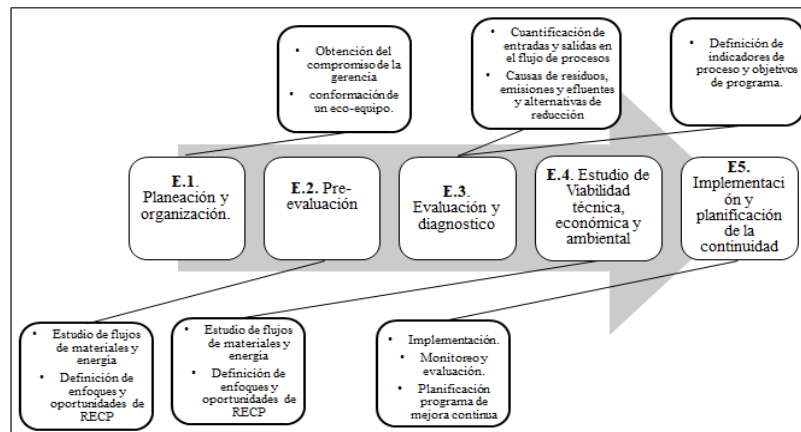 • Obtención del
compromiso de la
gerencia
• conformación de
un eco-equipo.
• Cuantificación de
entradas y salidas en
el flujo de procesos
• Causas de residuos,
emisiones y efluentes
y alternativas de
reducción
• Definición de
indicadores de
proceso y objetivos
de programa.
E.1.
Planeación y
organización.
E.2. Pre-
evaluación
E.3.
Evaluación y
diagnostico
E.4. Estudio de
Viabilidad
técnica,
económica y
ambiental
E5.
Implementaci
ón y
planificación
de la
continuidad
• Estudio de flujos
de materiales y
energía
• Definición de
enfoques y
oportunidades de
RECP
• Estudio de flujos
de materiales y
energía
• Definición de
enfoques y
oportunidades de
RECP
• Implementación.
• Monitoreo y
evaluación.
• Planificación
programa de
mejora continua